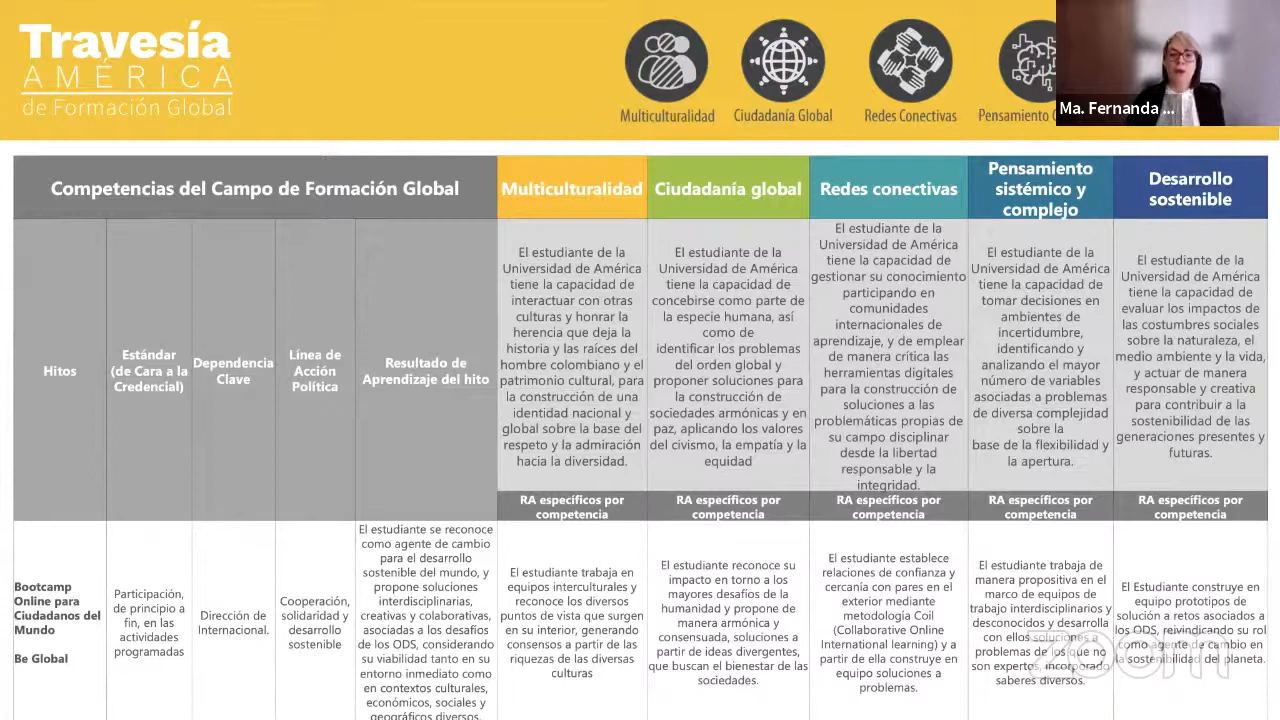 Travesía
AMÉRICA
de Formación Global
Multiculturalidad
Ciudadanía Global
Redes Conectivas
Pensamiento
Ma. Fernanda ...
Competencias del Campo de Formación Global
Multiculturalidad
Ciudadanía global
Redes conectivas
Pensamiento
sistémico y
complejo
Desarrollo
sostenible
Hitos
Estándar
(de Cara a la
Credencial)
Dependencia
Clave
Línea de
Acción
Política
Resultado de
Aprendizaje del hito
El estudiante de la
Universidad de América
tiene la capacidad de
interactuar con otras
culturas y honrar la
herencia que deja la
historia y las raíces del
hombre colombiano y el
patrimonio cultural, para
la construcción de una
identidad nacional y
global sobre la base del
respeto y la admiración
hacia la diversidad.
El estudiante de la
Universidad de América
tiene la capacidad de
concebirse como parte de
la especie humana, así
como de
identificar los problemas
del orden global y
proponer soluciones para
la construcción de
sociedades armónicas y en
paz, aplicando los valores
del civismo, la empatía y la
equidad
El estudiante de la
Universidad de América
tiene la capacidad de
gestionar su conocimiento
participando en
comunidades
internacionales de
aprendizaje, y de emplear
de manera crítica las
herramientas digitales
para la construcción de
soluciones a las
problemáticas propias de
su campo disciplinar
desde la libertad
responsable y la
integridad.
El estudiante de la
Universidad de América
tiene la capacidad de
tomar decisiones en
ambientes de
incertidumbre,
identificando y
analizando el mayor
número de variables
asociadas a problemas
de diversa complejidad
sobre la
base de la flexibilidad y
la apertura.
El estudiante de la
Universidad de América
tiene la capacidad de
evaluar los impactos de
las costumbres sociales
sobre la naturaleza, el
medio ambiente y la vida,
y actuar de manera
responsable y creativa
para contribuir a la
sostenibilidad de las
generaciones presentes y
futuras.
RA específicos por
competencia
RA específicos por
competencia
RA específicos por
competencia
RA específicos por
competencia
RA específicos por
competencia
Bootcamp
Online para
Ciudadanos del
Mundo
Be Global
Participación,
de principio a
fin, en las
actividades
programadas
Dirección de
Internacional.
Cooperación,
solidaridad y
desarrollo
sostenible
El estudiante se reconoce
como agente de cambio
para el desarrollo
sostenible del mundo, y
propone soluciones
interdisciplinarias,
creativas y colaborativas,
asociadas a los desafíos
de los ODS, considerando
su viabilidad tanto en su
entorno inmediato como
en contextos culturales,
económicos, sociales y
geográficos diversos.
El estudiante trabaja en
equipos interculturales y
reconoce los diversos
puntos de vista que surgen
en su interior, generando
consensos a partir de las
riquezas de las diversas
culturas
El estudiante reconoce su
impacto en torno a los
mayores desafíos de la
humanidad y propone de
manera armónica y
consensuada, soluciones a
partir de ideas divergentes,
que buscan el bienestar de las
sociedades.
El estudiante establece
relaciones de confianza y
cercanía con pares en el
exterior mediante
metodología Coil
(Collaborative Online
International learning) y a
partir de ella construye en
equipo soluciones a
problemas.
El estudiante trabaja de
manera propositiva en el
marco de equipos de
trabajo interdisciplinarios y
desconocidos y desarrolla
con ellos soluciones a
problemas de los que no
son expertos, incorporado
saberes diversos.
El Estudiante construye en
equipo prototipos de
solución a retos asociados a
los ODS, reivindicando su rol
como agente de cambio en
la sostenibilidad del planeta.
zoom